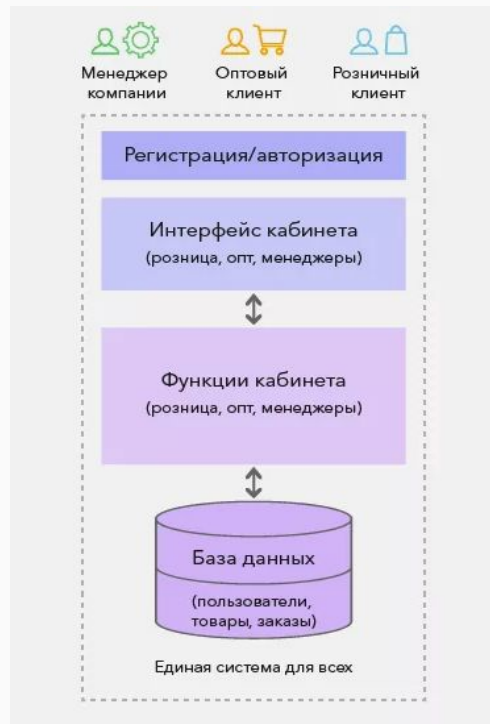 Менеджер
компании
Оптовый
клиент
Розничный
клиент
Регистрация/авторизация
Интерфейс кабинета
(розница, опт, менеджеры)
Функции кабинета
(розница, опт, менеджеры)
База данных
(пользователи,
товары, заказы)
Единая система для всех